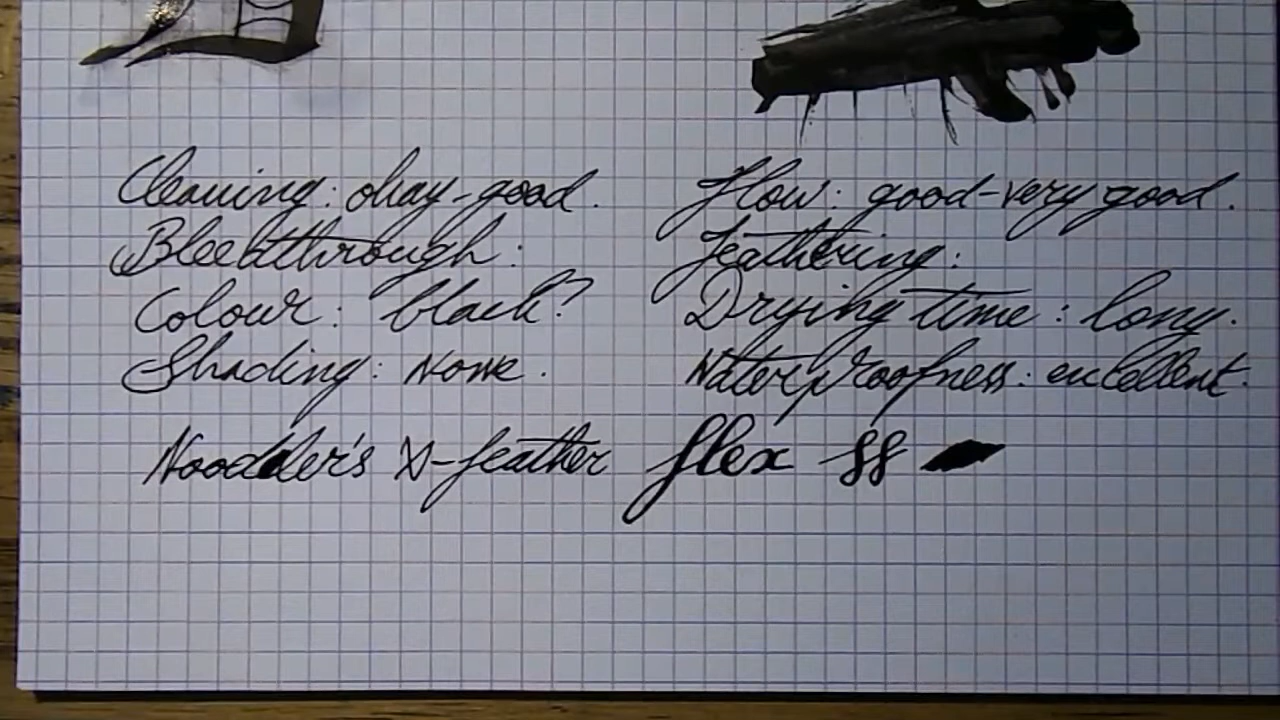 Cleaning: okay-good. Flow: good-very good.
Bleedthrough: Feathering:
Colour: black? Drying time: long.
Shading: none. Waterproofness: excellent.
Noodler's X-feather flex ff